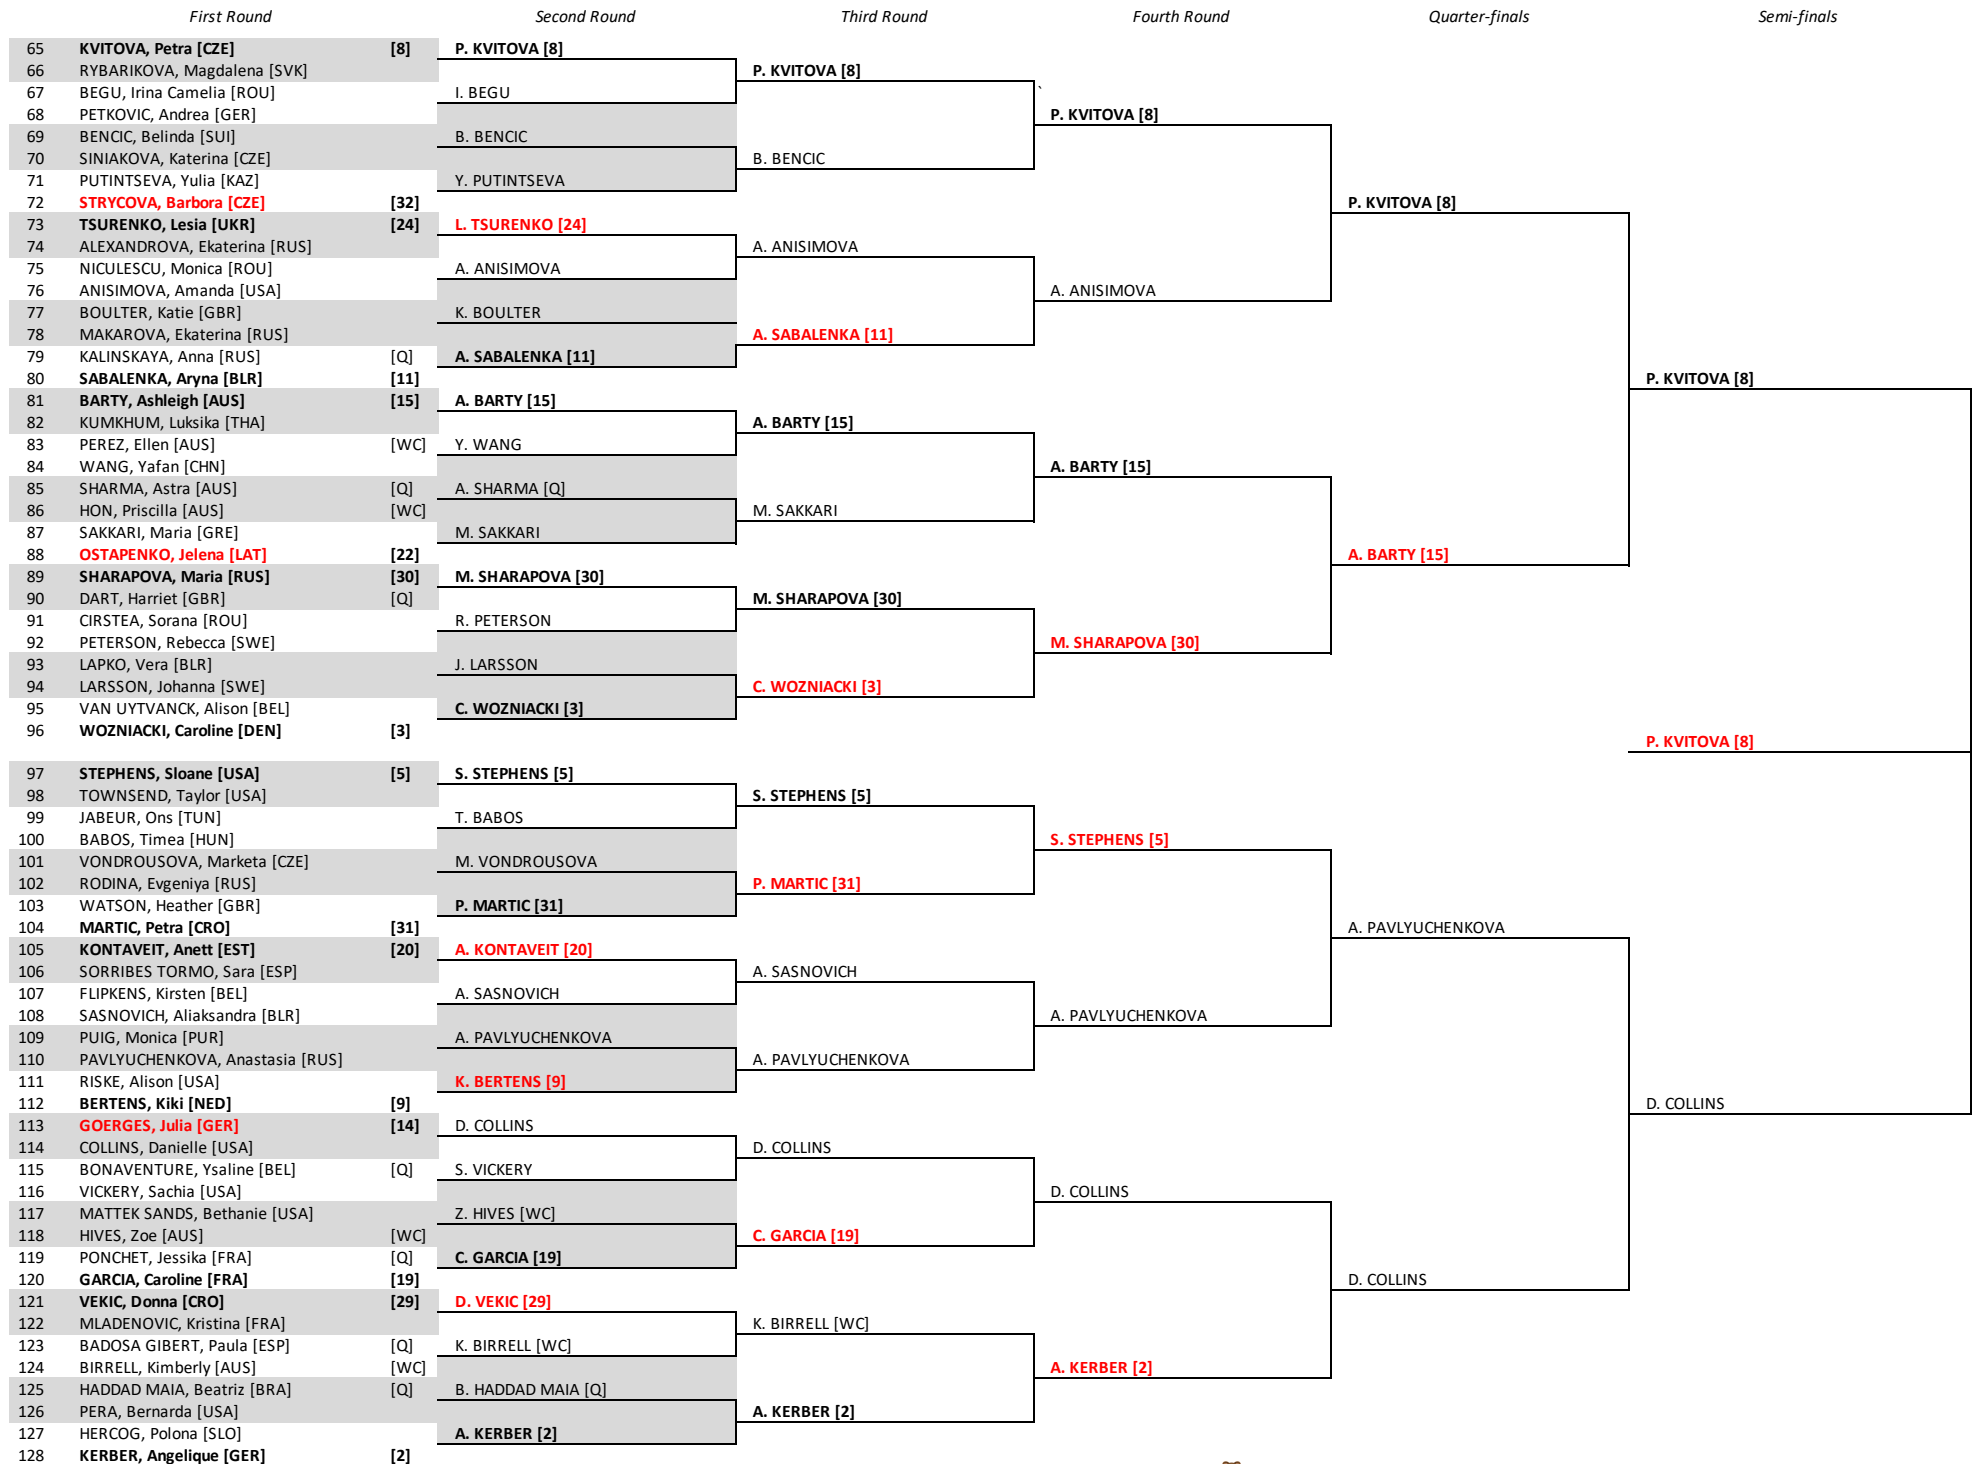 First Round Second Round Third Round Fourth Round Quarter-finals Semi-finals
65 KVITOVA, Petra [CZE] [8] P. KVITOVA [8]
66 RYBARIKOVA, Magdalena [SVK] P. KVITOVA [8]
67 BEGU, Irina Camelia [ROU] I. BEGU `
68 PETKOVIC, Andrea [GER] P. KVITOVA [8]
69 BENCIC, Belinda [SUI] B. BENCIC
70 SINIAKOVA, Katerina [CZE] B. BENCIC
71 PUTINTSEVA, Yulia [KAZ] Y. PUTINTSEVA
72 STRYCOVA, Barbora [CZE] [32] P. KVITOVA [8]
73 TSURENKO, Lesia [UKR] [24] L. TSURENKO [24]
74 ALEXANDROVA, Ekaterina [RUS] A. ANISIMOVA
75 NICULESCU, Monica [ROU] A. ANISIMOVA
76 ANISIMOVA, Amanda [USA] A. ANISIMOVA
77 BOULTER, Katie [GBR] K. BOULTER
78 MAKAROVA, Ekaterina [RUS] A. SABALENKA [11]
79 KALINSKAYA, Anna [RUS] [Q] A. SABALENKA [11]
80 SABALENKA, Aryna [BLR] [11] P. KVITOVA [8]
81 BARTY, Ashleigh [AUS] [15] A. BARTY [15]
82 KUMKHUM, Luksika [THA] A. BARTY [15]
83 PEREZ, Ellen [AUS] [WC] Y. WANG
84 WANG, Yafan [CHN] A. BARTY [15]
85 SHARMA, Astra [AUS] [Q] A. SHARMA [Q]
86 HON, Priscilla [AUS] [WC] M. SAKKARI
87 SAKKARI, Maria [GRE] M. SAKKARI
88 OSTAPENKO, Jelena [LAT] [22] A. BARTY [15]
89 SHARAPOVA, Maria [RUS] [30] M. SHARAPOVA [30]
90 DART, Harriet [GBR] [Q] M. SHARAPOVA [30]
91 CIRSTEA, Sorana [ROU] R. PETERSON
92 PETERSON, Rebecca [SWE] M. SHARAPOVA [30]
93 LAPKO, Vera [BLR] J. LARSSON
94 LARSSON, Johanna [SWE] C. WOZNIACKI [3]
95 VAN UYTVANCK, Alison [BEL] C. WOZNIACKI [3]
96 WOZNIACKI, Caroline [DEN] [3]
P. KVITOVA [8]
97 STEPHENS, Sloane [USA] [5] S. STEPHENS [5]
98 TOWNSEND, Taylor [USA] S. STEPHENS [5]
99 JABEUR, Ons [TUN] T. BABOS
100 BABOS, Timea [HUN] S. STEPHENS [5]
101 VONDROUSOVA, Marketa [CZE] M. VONDROUSOVA
102 RODINA, Evgeniya [RUS] P. MARTIC [31]
103 WATSON, Heather [GBR] P. MARTIC [31]
104 MARTIC, Petra [CRO] [31] A. PAVLYUCHENKOVA
105 KONTAVEIT, Anett [EST] [20] A. KONTAVEIT [20]
106 SORRIBES TORMO, Sara [ESP] A. SASNOVICH
107 FLIPKENS, Kirsten [BEL] A. SASNOVICH
108 SASNOVICH, Aliaksandra [BLR] A. PAVLYUCHENKOVA
109 PUIG, Monica [PUR] A. PAVLYUCHENKOVA
110 PAVLYUCHENKOVA, Anastasia [RUS] A. PAVLYUCHENKOVA
111 RISKE, Alison [USA] K. BERTENS [9]
112 BERTENS, Kiki [NED] [9] D. COLLINS
113 GOERGES, Julia [GER] [14] D. COLLINS
114 COLLINS, Danielle [USA] D. COLLINS
115 BONAVENTURE, Ysaline [BEL] [Q] S. VICKERY
116 VICKERY, Sachia [USA] D. COLLINS
117 MATTEK SANDS, Bethanie [USA] Z. HIVES [WC]
118 HIVES, Zoe [AUS] [WC] C. GARCIA [19]
119 PONCHET, Jessika [FRA] [Q] C. GARCIA [19]
120 GARCIA, Caroline [FRA] [19] D. COLLINS
121 VEKIC, Donna [CRO] [29] D. VEKIC [29]
122 MLADENOVIC, Kristina [FRA] K. BIRRELL [WC]
123 BADOSA GIBERT, Paula [ESP] [Q] K. BIRRELL [WC]
124 BIRRELL, Kimberly [AUS] [WC] A. KERBER [2]
125 HADDAD MAIA, Beatriz [BRA] [Q] B. HADDAD MAIA [Q]
126 PERA, Bernarda [USA] A. KERBER [2]
127 HERCOG, Polona [SLO] A. KERBER [2]
128 KERBER, Angelique [GER] [2]